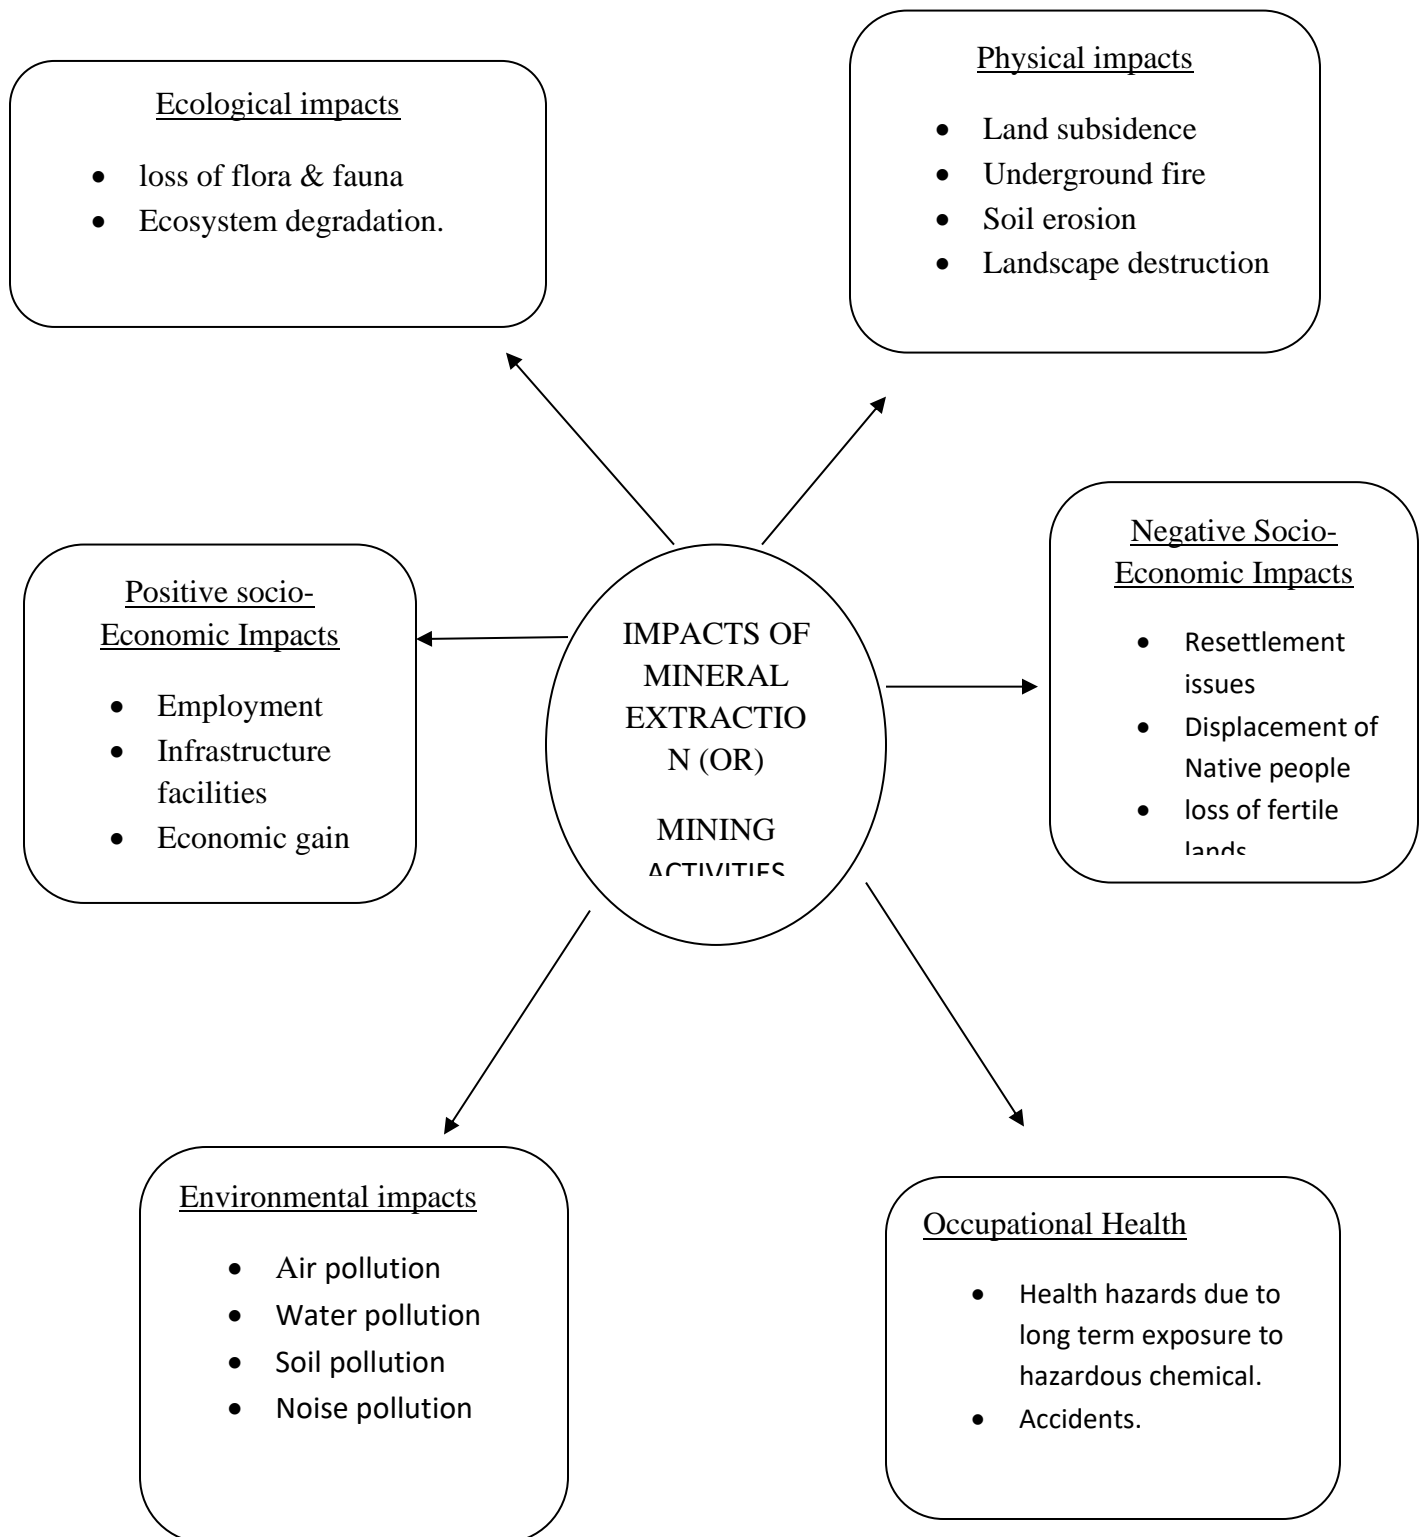 Ecological impacts
• loss of flora & fauna
• Ecosystem degradation.
Physical impacts
• Land subsidence
• Underground fire
• Soil erosion
• Landscape destruction
Positive socio-
Economic Impacts
• Employment
• Infrastructure
facilities
• Economic gain
IMPACTS OF
MINERAL
EXTRACTIO
N (OR)
MINING
ACTIVITIES
Negative Socio-
Economic Impacts
• Resettlement
issues
• Displacement of
Native people
• loss of fertile
lands
Environmental impacts
• Air pollution
• Water pollution
• Soil pollution
• Noise pollution
Occupational Health
• Health hazards due to
long term exposure to
hazardous chemical.
• Accidents.